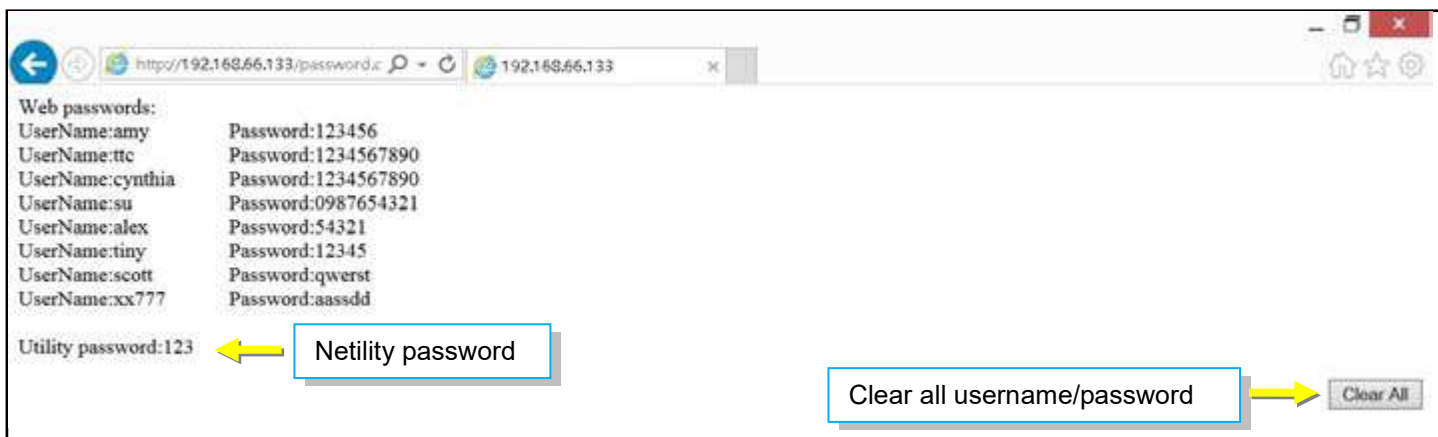 http://192.168.66.133/password.c
192.168.66.133
Web passwords:
UserName:amy Password:123456
UserName:ttc Password:1234567890
UserName:cynthia Password:1234567890
UserName:su Password:0987654321
UserName:alex Password:54321
UserName:tiny Password:12345
UserName:scott Password:qwerst
UserName:xx777 Password:aassdd
Utility password:123
Netility password
Clear all username/password
Clear All